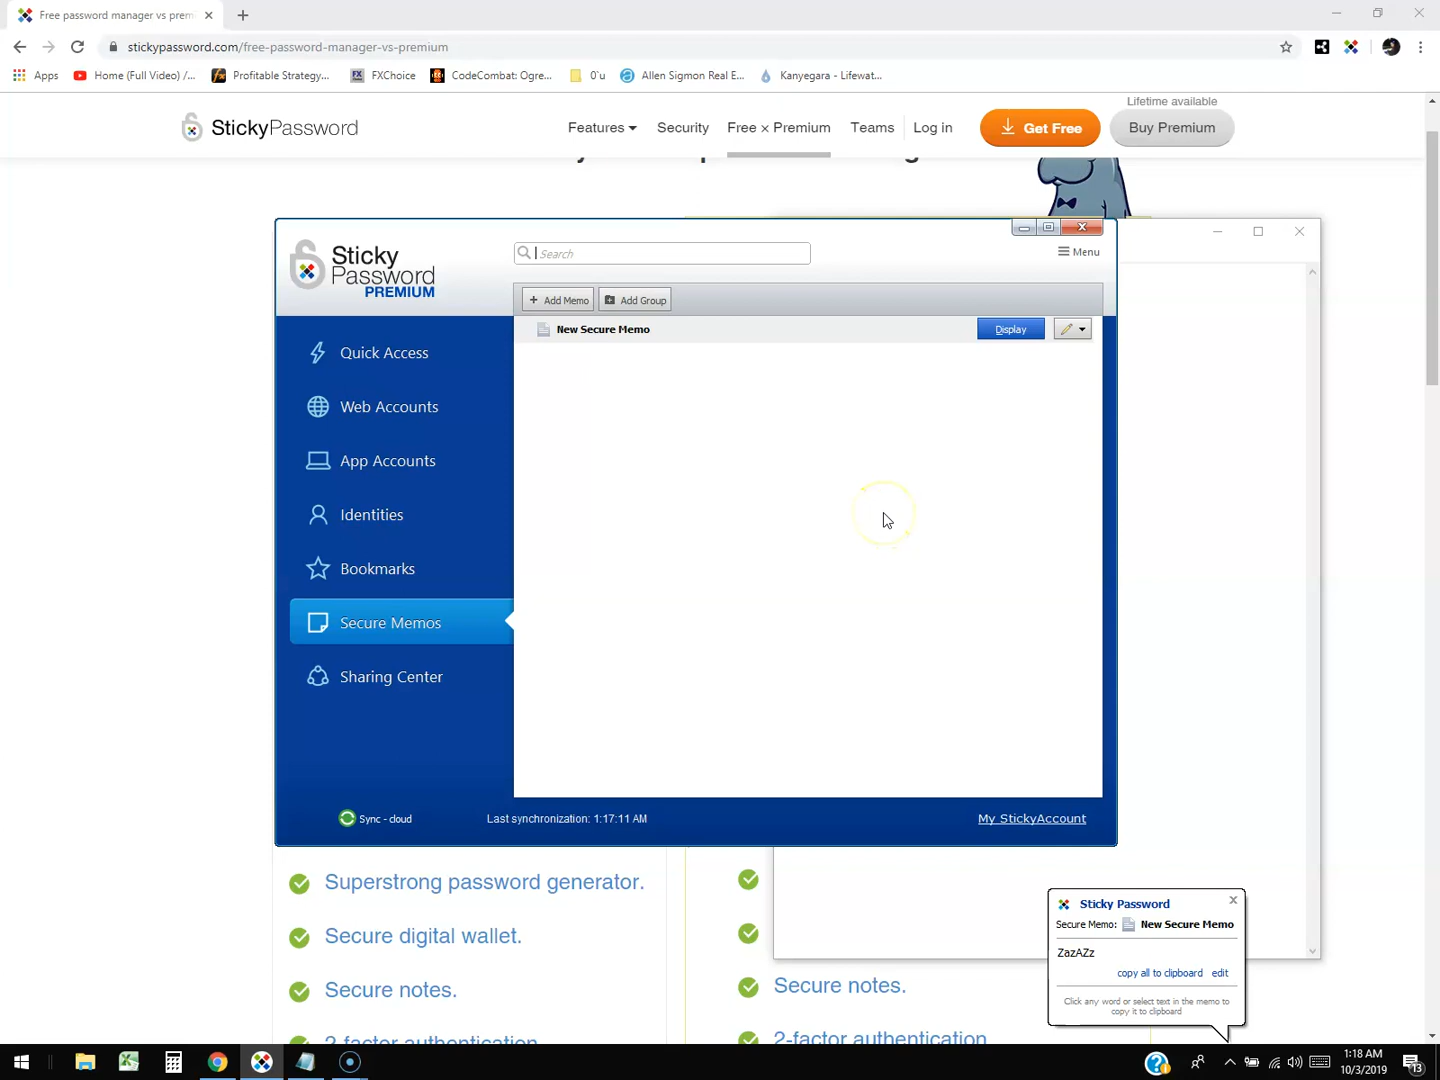 Free password manager vs prem
stickypassword.com/free-password-manager-vs-premium
Apps
Home (Full Video) /...
Profitable Strategy...
FXChoice
CodeCombat: Ogre...
0`u
Allen Sigmon Real E...
Kanyegara - Lifewat...
StickyPassword
Features
Security
Free × Premium
Teams
Log in
Get Free
Lifetime available
Buy Premium
Sticky
Password
PREMIUM
Search
Menu
Add Memo
Add Group
New Secure Memo
Display
Quick Access
Web Accounts
App Accounts
Identities
Bookmarks
Secure Memos
Sharing Center
Sync - cloud
Last synchronization: 1:17:11 AM
My StickyAccount
Superstrong password generator.
Secure digital wallet.
Secure notes.
2-factor authentication
Secure notes.
2-factor authentication
Sticky Password
Secure Memo: New Secure Memo
ZazAZz
copy all to clipboard edit
Click any word or select text in the memo to
copy it to clipboard
1:18 AM
10/3/2019
13